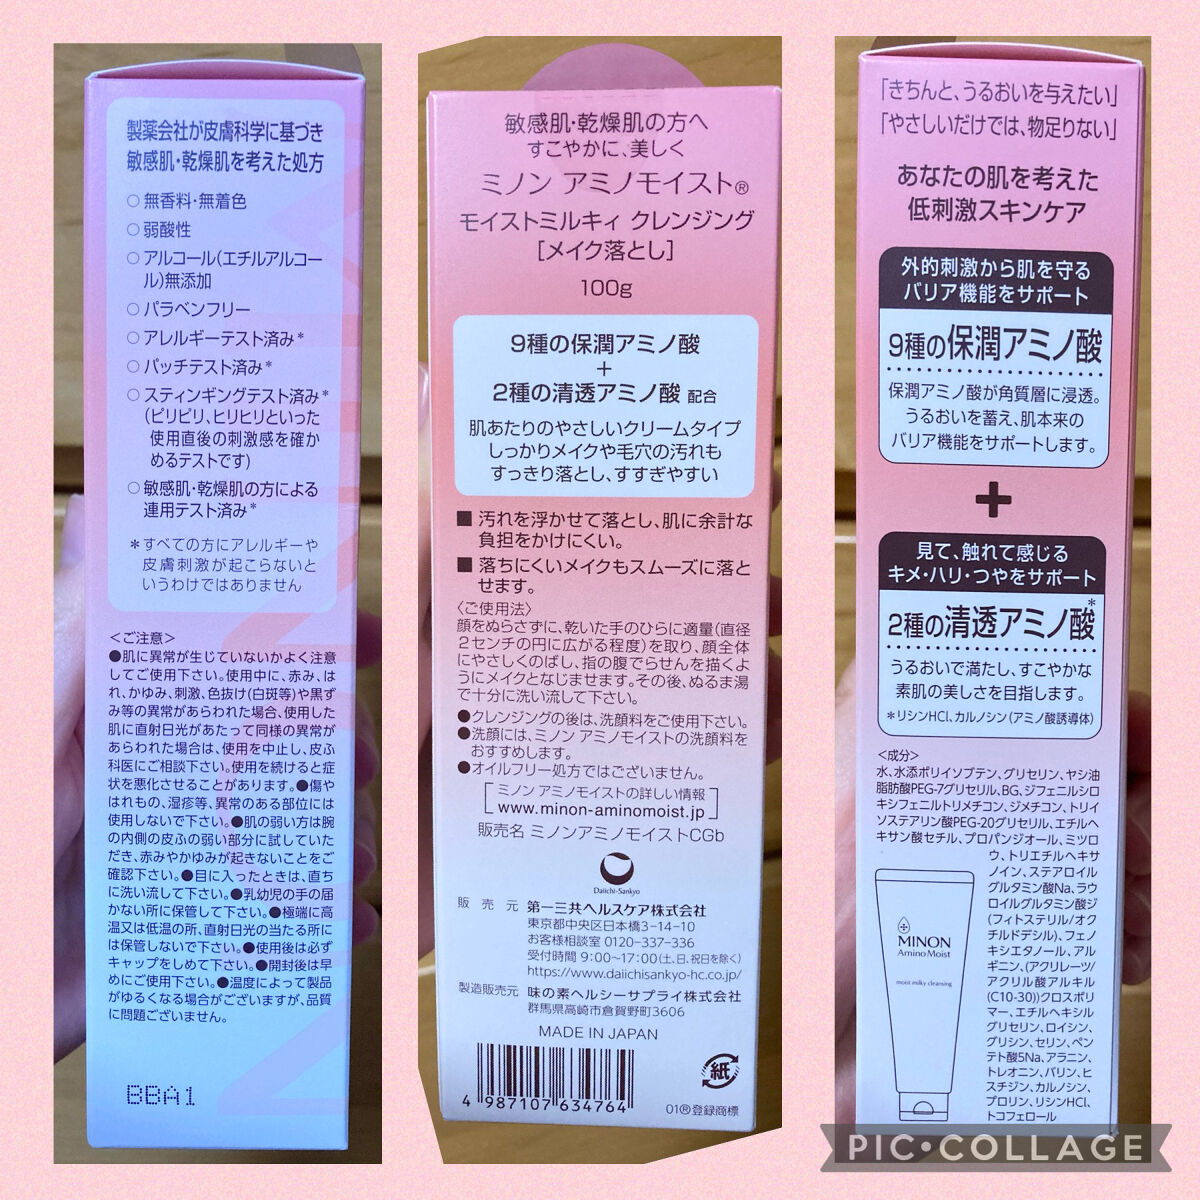 製薬会社が皮膚科学に基づき
敏感肌・乾燥肌を考えた処方
○無香料・無着色
○弱酸性
○アルコール(エチルアルコー
ル)無添加
○パラベンフリー
○アレルギーテスト済み*
○パッチテスト済み*
○スティンギングテスト済み*
(ピリピリ、ヒリヒリといった
使用直後の刺激感を確か
めるテストです)
○敏感肌・乾燥肌の方による
連用テスト済み*
*すべての方にアレルギーや
皮膚刺激が起こらないと
いうわけではありません
<ご注意>
●肌に異常が生じていないかよく注意
してご使用下さい。使用中に、赤み、は
れ、かゆみ、刺激、色抜け(白斑等)や黒ず
み等の異常があらわれた場合、使用した
肌に直射日光があたって同様の異常が
あらわれた場合は、使用を中止し、皮ふ
科医にご相談下さい。使用を続けると症
状を悪化させることがあります。●傷や
はれもの、湿疹等、異常のある部位には
使用しないで下さい。●肌の弱い方は腕
の内側の皮ふの弱い部分に試していた
だき、赤みやかゆみが起きないことをご
確認下さい。●目に入ったときは、直ち
に洗い流して下さい。●乳幼児の手の届
かない所に保管して下さい。●極端に高
温又は低温の所、直射日光の当たる所に
は保管しないで下さい。●使用後は必ず
キャップをしめて下さい。●開封後は早
めにご使用下さい。●温度によって製品
がゆるくなる場合がございますが、品質
に問題ございません。
BBA1
敏感肌・乾燥肌の方へ
すこやかに、美しく
ミノン アミノモイスト®
モイストミルキィ クレンジング
[メイク落とし]
100g
9種の保潤アミノ酸
+
2種の清透アミノ酸 配合
肌あたりのやさしいクリームタイプ
しっかりメイクや毛穴の汚れも
すっきり落とし、すすぎやすい
■ 汚れを浮かせて落とし、肌に余計な
負担をかけにくい。
■ 落ちにくいメイクもスムーズに落と
せます。
〈ご使用法〉
顔をぬらさずに、乾いた手のひらに適量(直径
2センチの円に広がる程度)を取り、顔全体
にやさしくのばし、指の腹でらせんを描くよ
うにメイクとなじませます。その後、ぬるま湯
で十分に洗い流して下さい。
●クレンジングの後は、洗顔料をご使用下さい。
●洗顔には、ミノン アミノモイストの洗顔料を
おすすめします。
●オイルフリー処方ではございません。
ミノン アミノモイストの詳しい情報
www.minon-aminomoist.jp
販売名 ミノンアミノモイストCGb
Daiichi-Sankyo
販売元 第一三共ヘルスケア株式会社
東京都中央区日本橋3-14-10
お客様相談室 0120-337-336
受付時間 9:00~17:00(土、日、祝日を除く)
https://www.daiichisankyo-hc.co.jp/
製造販売元 味の素ヘルシーサプライ株式会社
群馬県高崎市倉賀野町3606
MADE IN JAPAN
紙
4 987107 634764
01®登録商標
「きちんと、うるおいを与えたい」
「やさしいだけでは、物足りない」
あなたの肌を考えた
低刺激スキンケア
外的刺激から肌を守る
バリア機能をサポート
9種の保潤アミノ酸
保潤アミノ酸が角質層に浸透。
うるおいを蓄え、肌本来の
バリア機能をサポートします。
+
見て、触れて感じる
キメ・ハリ・つやをサポート
2種の清透アミノ酸*
うるおいで満たし、すこやかな
素肌の美しさを目指します。
*リシンHCl、カルノシン(アミノ酸誘導体)
<成分>
水、水添ポリイソブテン、グリセリン、ヤシ油
脂肪酸PEG-7グリセリル、BG、ジフェニルシロ
キシフェニルトリメチコン、ジメチコン、トリイ
ソステアリン酸PEG-20グリセリル、エチルヘ
キサン酸セチル、プロパンジオール、ミツロ
ウ、トリエチルヘキサ
ノイン、ステアロイル
グルタミン酸Na、ラウ
ロイルグルタミン酸ジ
(フィトステリル/オク
チルドデシル)、フェノ
キシエタノール、アル
ギニン、(アクリレーツ/
アクリル酸アルキル
(C10-30))クロスポリ
マー、エチルヘキシル
グリセリン、ロイシン、
グリシン、セリン、ペン
テト酸5Na、アラニン、
トレオニン、バリン、ヒ
スチジン、カルノシン、
プロリン、リシンHCl、
トコフェロール
MINON
Amino Moist
moist milky cleansing
PIC•COLLAGE